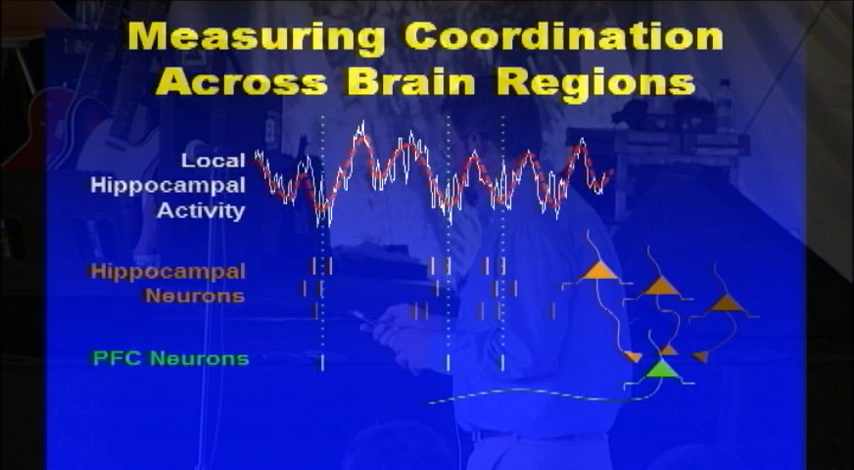 Measuring Coordination
Across Brain Regions
Local
Hippocampal
Activity
Hippocampal
Neurons
PFC Neurons